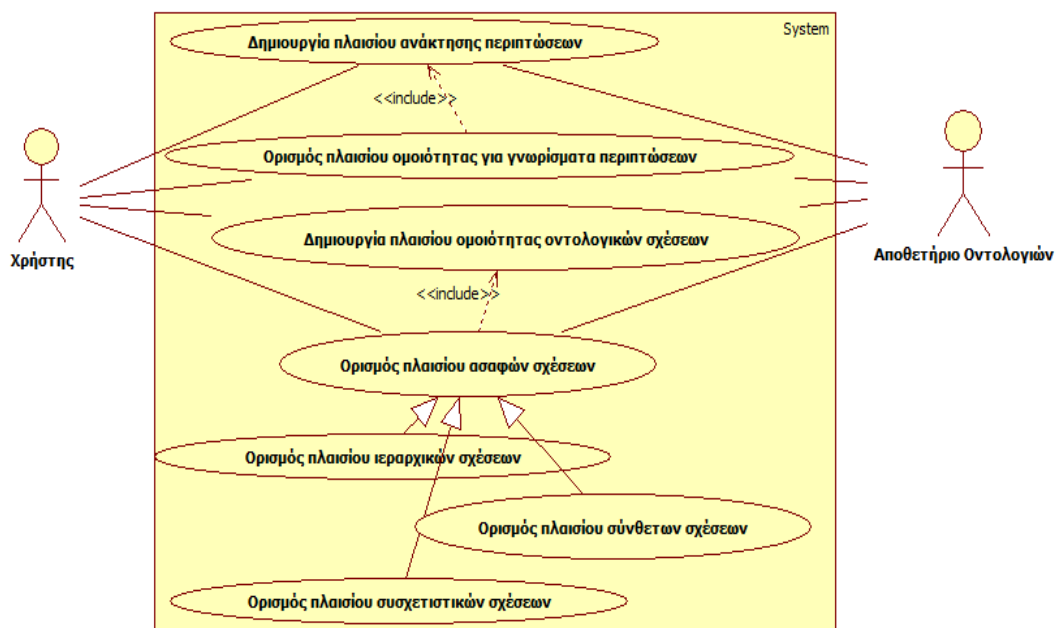 System
Δημιουργία πλαισίου ανάκτησης περιπτώσεων
<<include>>
Ορισμός πλαισίου ομοιότητας για γνωρίσματα περιπτώσεων
Δημιουργία πλαισίου ομοιότητας οντολογικών σχέσεων
Χρήστης
Αποθετήριο Οντολογιών
<<include>>
Ορισμός πλαισίου ασαφών σχέσεων
Ορισμός πλαισίου ιεραρχικών σχέσεων
Ορισμός πλαισίου σύνθετων σχέσεων
Ορισμός πλαισίου συσχετιστικών σχέσεων